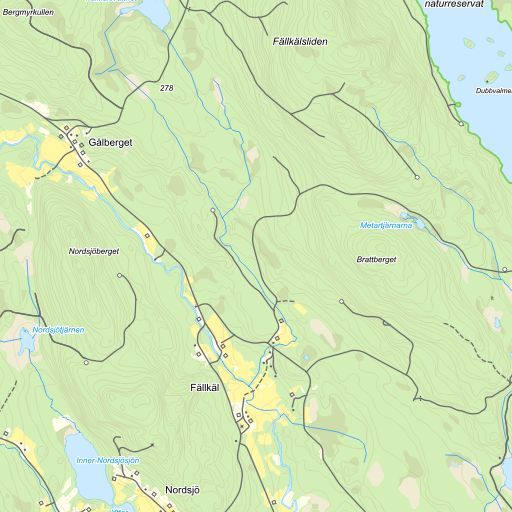 naturreservat
Bergmyrkullen
Fällkälsliden
278
Dubbvalme
Gålberget
Metartjärnarna
Nordsjöberget
Brattberget
Nordsjötjärnen
Fällkäl
Inner-Nordsjösjön
Nordsjö